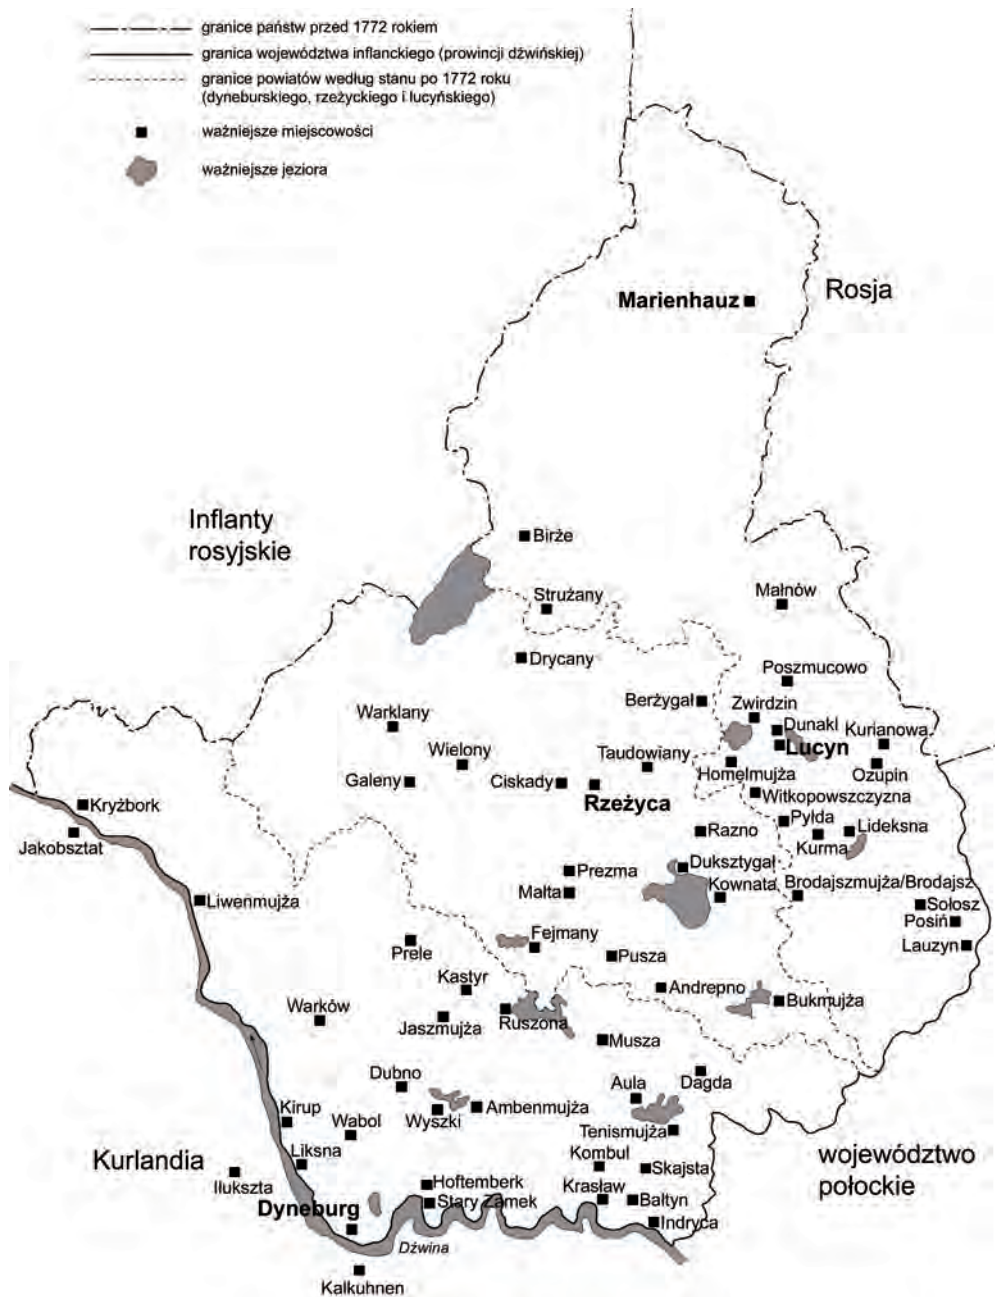 granice państw przed 1772 rokiem
granica województwa inflanckiego (prowincji dźwińskiej)
granice powiatów według stanu po 1772 roku
(dyneburskiego, rzeżyckiego i lucyńskiego)
ważniejsze miejscowości
ważniejsze jeziora
Marienhauz
Rosja
Inflanty
rosyjskie
Birże
Strużany
Małnów
Drycany
Poszmucowo
Berżygał
Zwirdzin
Warklany
Dunakl
Kurianowa
Wielony
Taudowiany
Lucyn
Galeny
Ciskady
Homelmujża
Ozupin
Rzeżyca
Witkopowszczyzna
Kryżbork
Pyłda
Jakobsztat
Razno
Kurma
Lideksna
Prezma
Duksztygał
Małta
Kownata
Brodajszmujża/Brodajsz
Liwenmujża
Sołosz
Posiń
Fejmany
Lauzyn
Prele
Pusza
Kastyr
Andrepno
Bukmujża
Warków
Jaszmujża
Ruszona
Musza
Dubno
Aula
Dagda
Kirup
Wyszki
Ambenmujża
Wabol
Tenismujża
Liksna
Kombul
Skajsta
Kurlandia
województwo
połockie
Iłukszta
Hoftemberk
Krasław
Stary Zamek
Bałtyn
Dyneburg
Indryca
Dźwina
Kalkuhnen